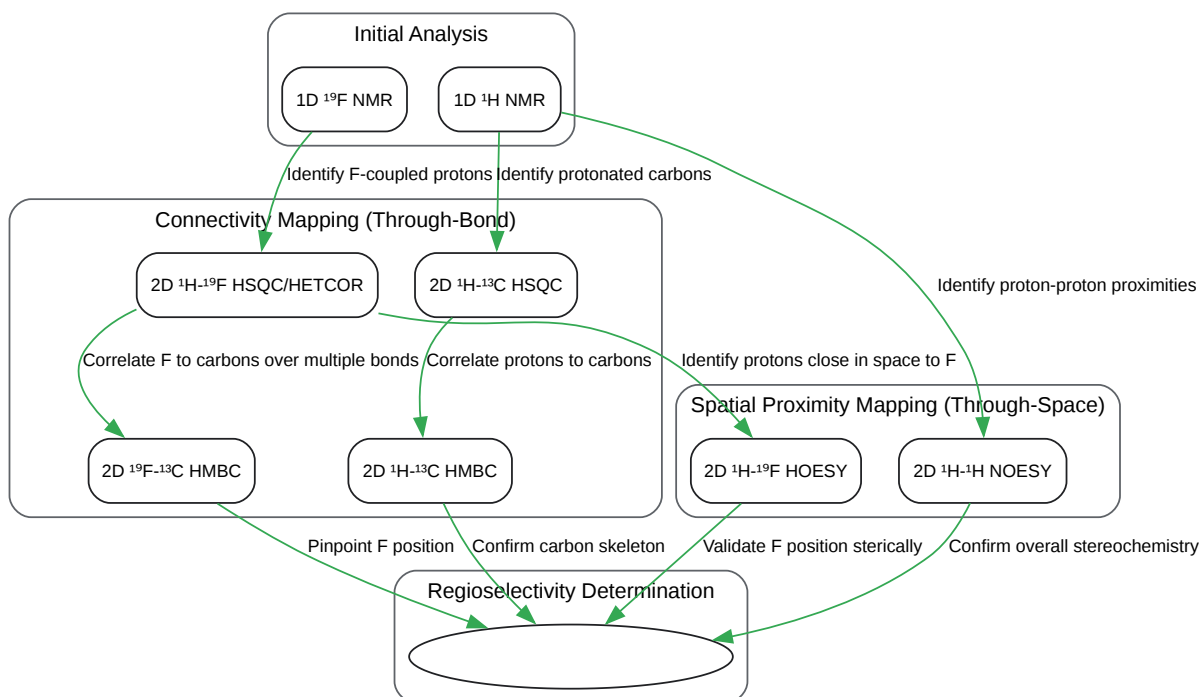 Initial Analysis
1D ¹⁹F NMR
1D ¹H NMR
Identify F-coupled protons
Identify protonated carbons
Connectivity Mapping (Through-Bond)
2D ¹H-¹⁹F HSQC/HETCOR
2D ¹H-¹³C HSQC
Identify proton-proton proximities
Correlate F to carbons over multiple bonds
Correlate protons to carbons
Identify protons close in space to F
Spatial Proximity Mapping (Through-Space)
2D ¹⁹F-¹³C HMBC
2D ¹H-¹³C HMBC
2D ¹H-¹⁹F HOESY
2D ¹H-¹H NOESY
Pinpoint F position
Confirm carbon skeleton
Validate F position sterically
Confirm overall stereochemistry
Regioselectivity Determination